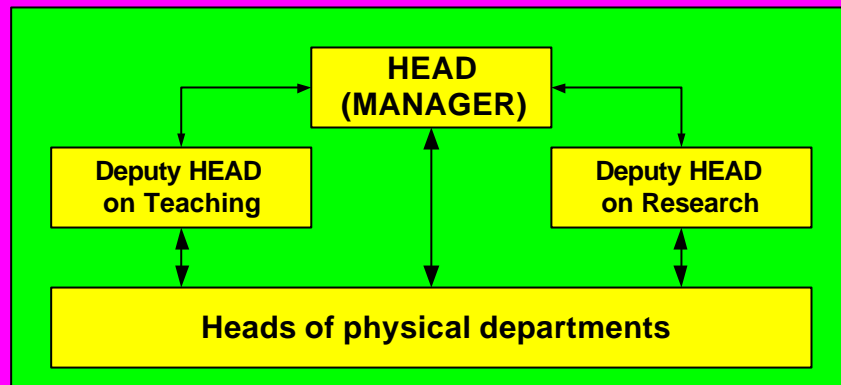 HEAD
(MANAGER)
Deputy HEAD
on Teaching
Deputy HEAD
on Research
Heads of physical departments